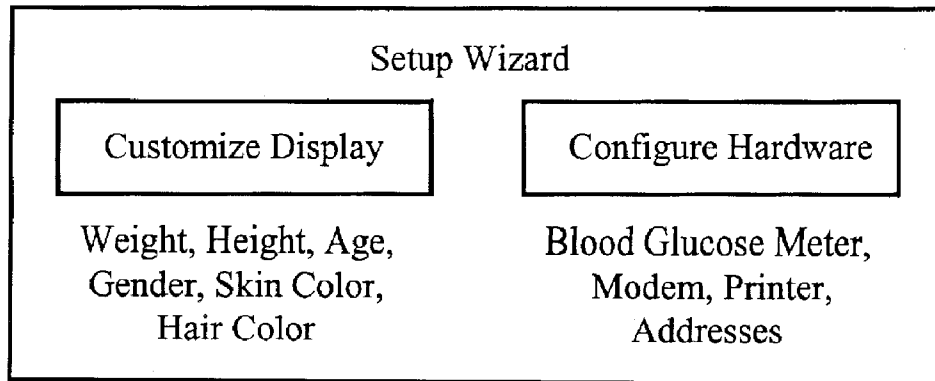 Setup Wizard
Customize Display
Weight, Height, Age,
Gender, Skin Color,
Hair Color
Configure Hardware
Blood Glucose Meter,
Modem, Printer,
Addresses